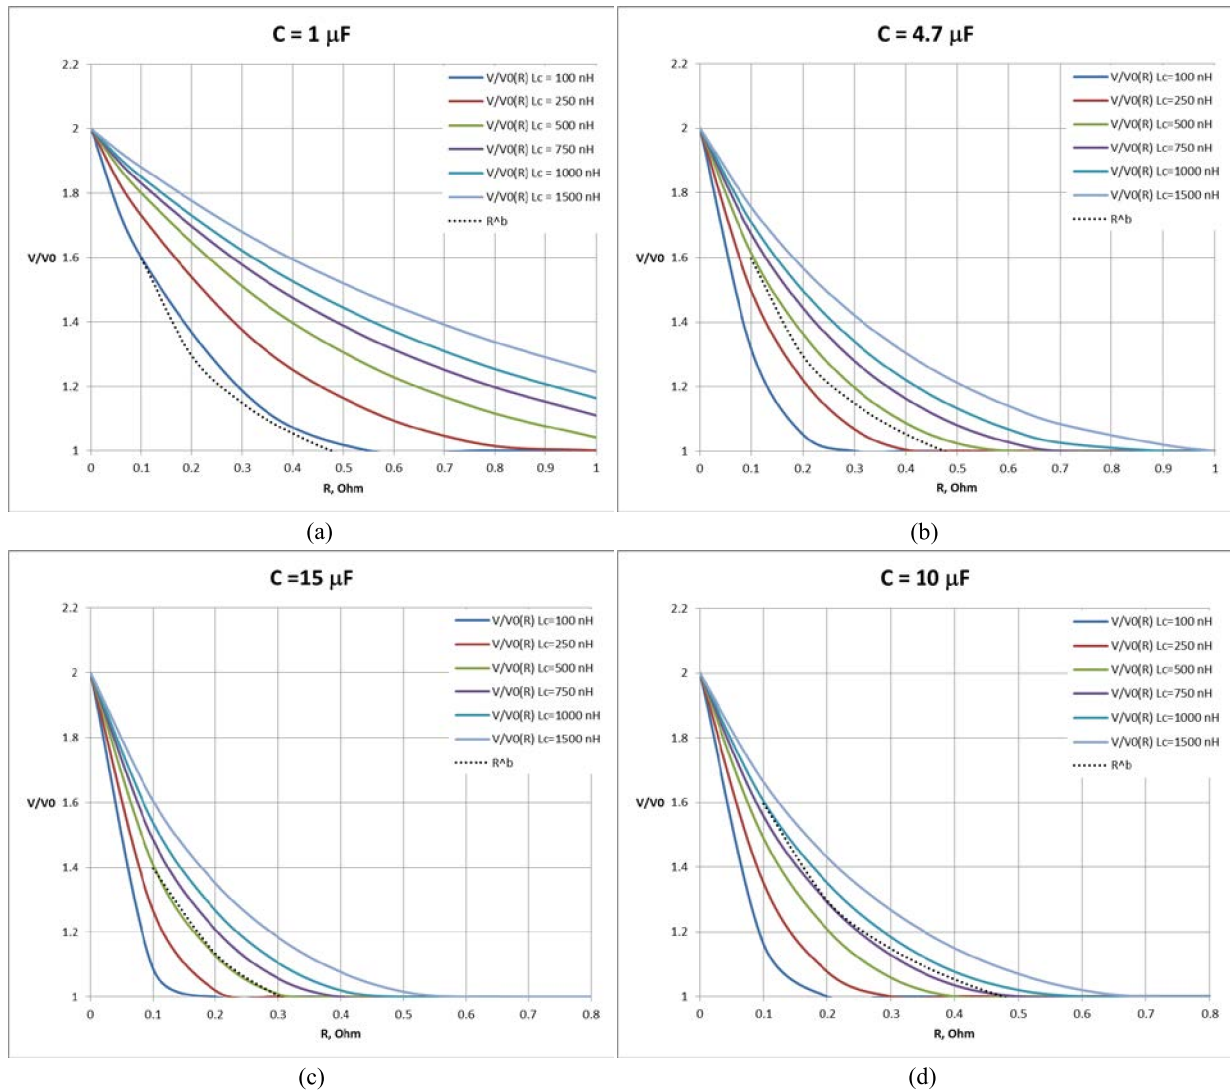 C = 1 μF
2.2
2
1.8
1.6
1.4
1.2
1
V/V0
0 0.1 0.2 0.3 0.4 0.5 0.6 0.7 0.8 0.9 1
R, Ohm
V/V0(R) Lc = 100 nH
V/V0(R) Lc = 250 nH
V/V0(R) Lc = 500 nH
V/V0(R) Lc = 750 nH
V/V0(R) Lc = 1000 nH
V/V0(R) Lc = 1500 nH
R^b
(a)
C = 4.7 μF
2.2
2
1.8
1.6
1.4
1.2
1
V/V0
0 0.1 0.2 0.3 0.4 0.5 0.6 0.7 0.8 0.9 1
R, Ohm
V/V0(R) Lc=100 nH
V/V0(R) Lc=250 nH
V/V0(R) Lc=500 nH
V/V0(R) Lc=750 nH
V/V0(R) Lc=1000 nH
V/V0(R) Lc=1500 nH
R^b
(b)
C =15 μF
2.2
2
1.8
1.6
1.4
1.2
1
V/V0
0 0.1 0.2 0.3 0.4 0.5 0.6 0.7 0.8
R, Ohm
V/V0(R) Lc=100 nH
V/V0(R) Lc=250 nH
V/V0(R) Lc=500 nH
V/V0(R) Lc=750 nH
V/V0(R) Lc=1000 nH
V/V0(R) Lc=1500 nH
R^b
(c)
C = 10 μF
2.2
2
1.8
1.6
1.4
1.2
1
V/V0
0 0.1 0.2 0.3 0.4 0.5 0.6 0.7 0.8
R, Ohm
V/V0(R) Lc=100 nH
V/V0(R) Lc=250 nH
V/V0(R) Lc=500 nH
V/V0(R) Lc=750 nH
V/V0(R) Lc=1000 nH
V/V0(R) Lc=1500 nH
R^b
(d)